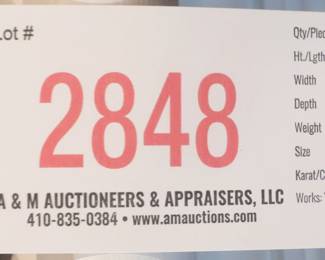 Lot #
2848
A & M AUCTIONEERS & APPRAISERS, LLC
410-835-0384 • www.amauctions.com
Qty/Piec
Ht./Lgth
Width
Depth
Weight
Size
Karat/C
Works: